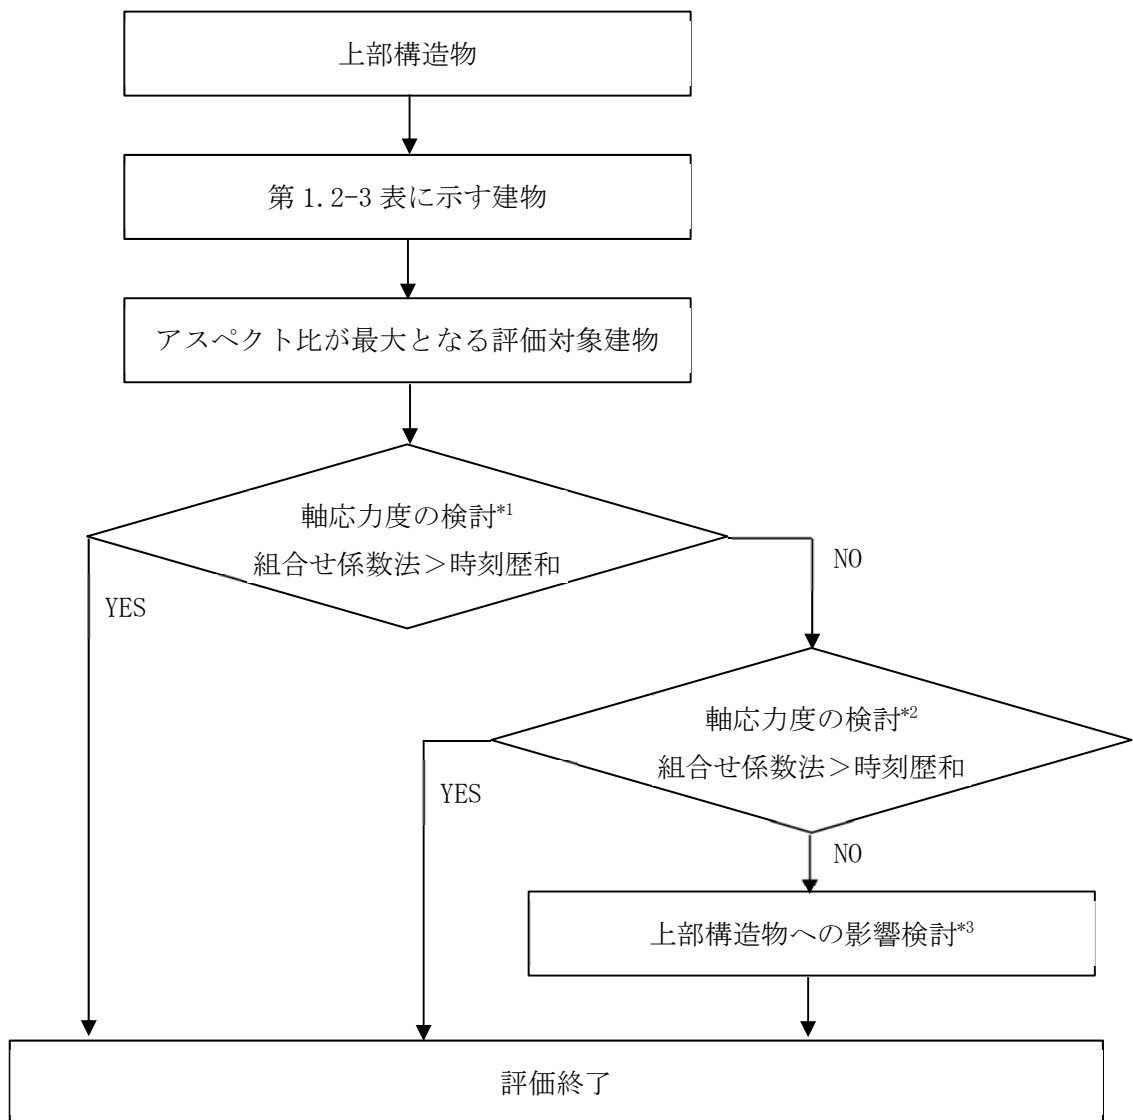 上部構造物
第 1.2-3 表に示す建物
アスペクト比が最大となる評価対象建物
軸応力度の検討*1
組合せ係数法＞時刻歴和
NO
YES
軸応力度の検討*2
組合せ係数法＞時刻歴和
YES
NO
上部構造物への影響検討*3
評価終了